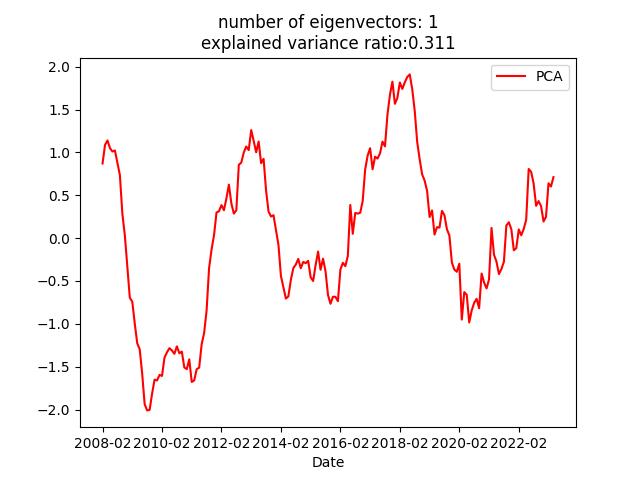 number of eigenvectors: 1
explained variance ratio:0.311
PCA
2.0
1.5
1.0
0.5
0.0
−0.5
−1.0
−1.5
−2.0
2008-02 2010-02 2012-02 2014-02 2016-02 2018-02 2020-02 2022-02
Date